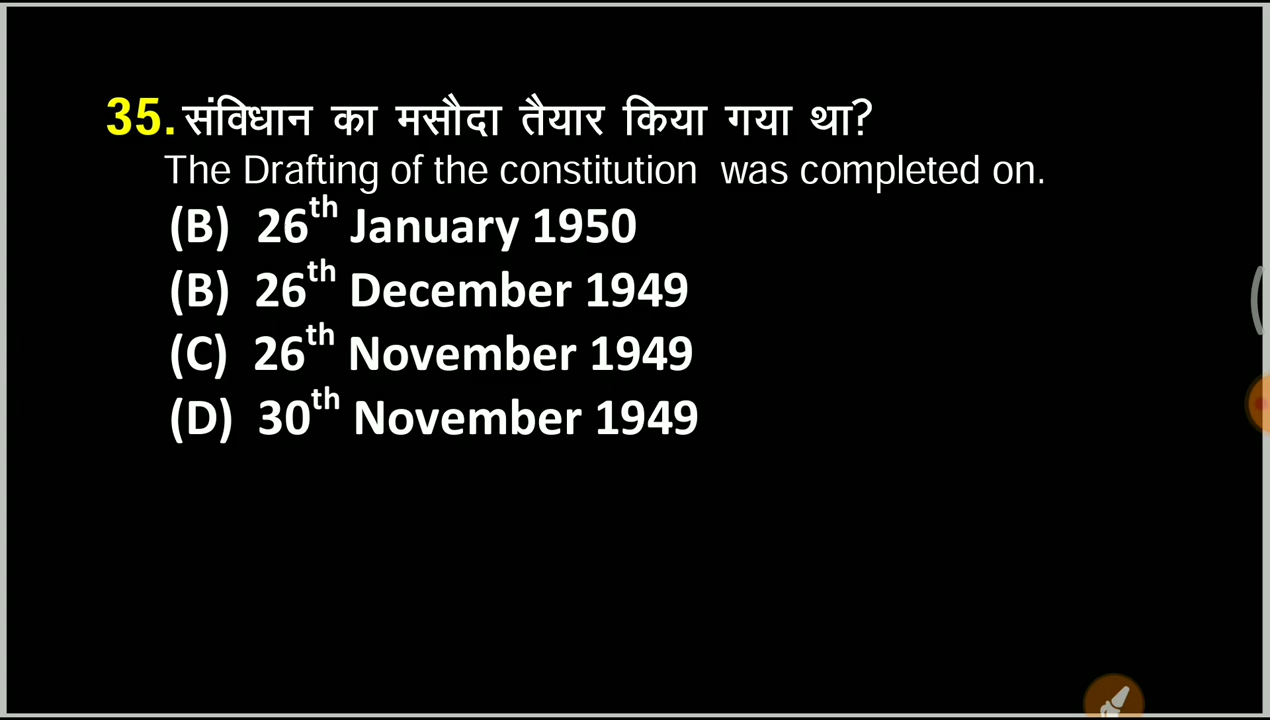 35. संविधान का मसौदा तैयार किया गया था?
The Drafting of the constitution was completed on.
(B) 26th January 1950
(B) 26th December 1949
(C) 26th November 1949
(D) 30th November 1949